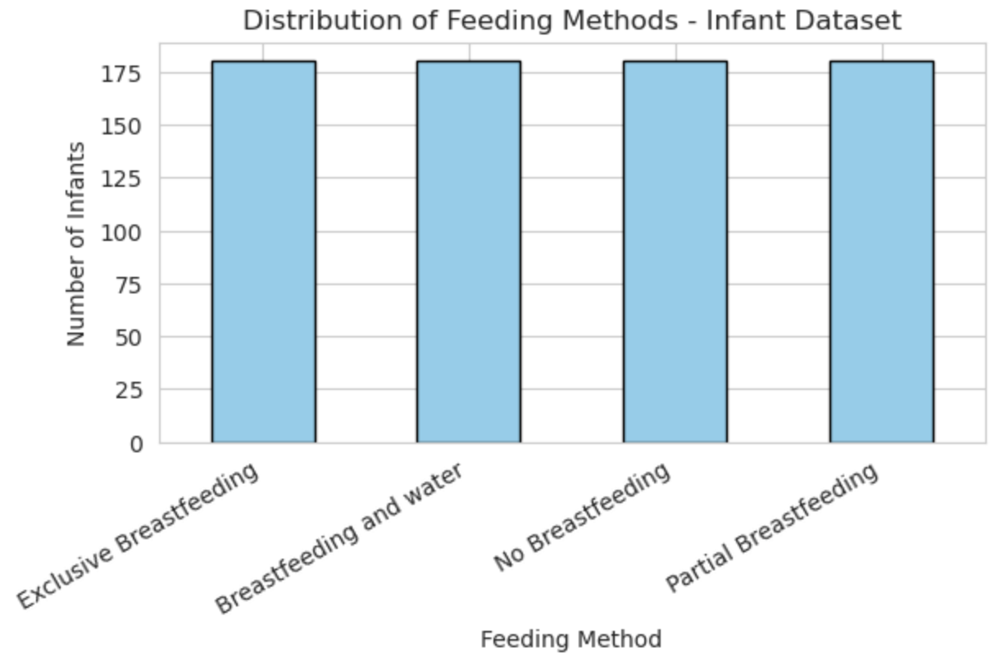 Distribution of Feeding Methods - Infant Dataset
Number of Infants
175
150
125
100
75
50
25
0
Exclusive Breastfeeding
Breastfeeding and water
No Breastfeeding
Partial Breastfeeding
Feeding Method